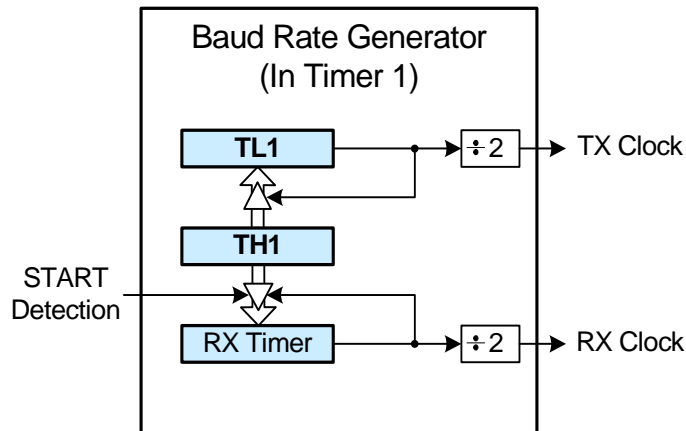 Baud Rate Generator
(In Timer 1)
TL1
÷2
TX Clock
TH1
START
Detection
RX Timer
÷2
RX Clock